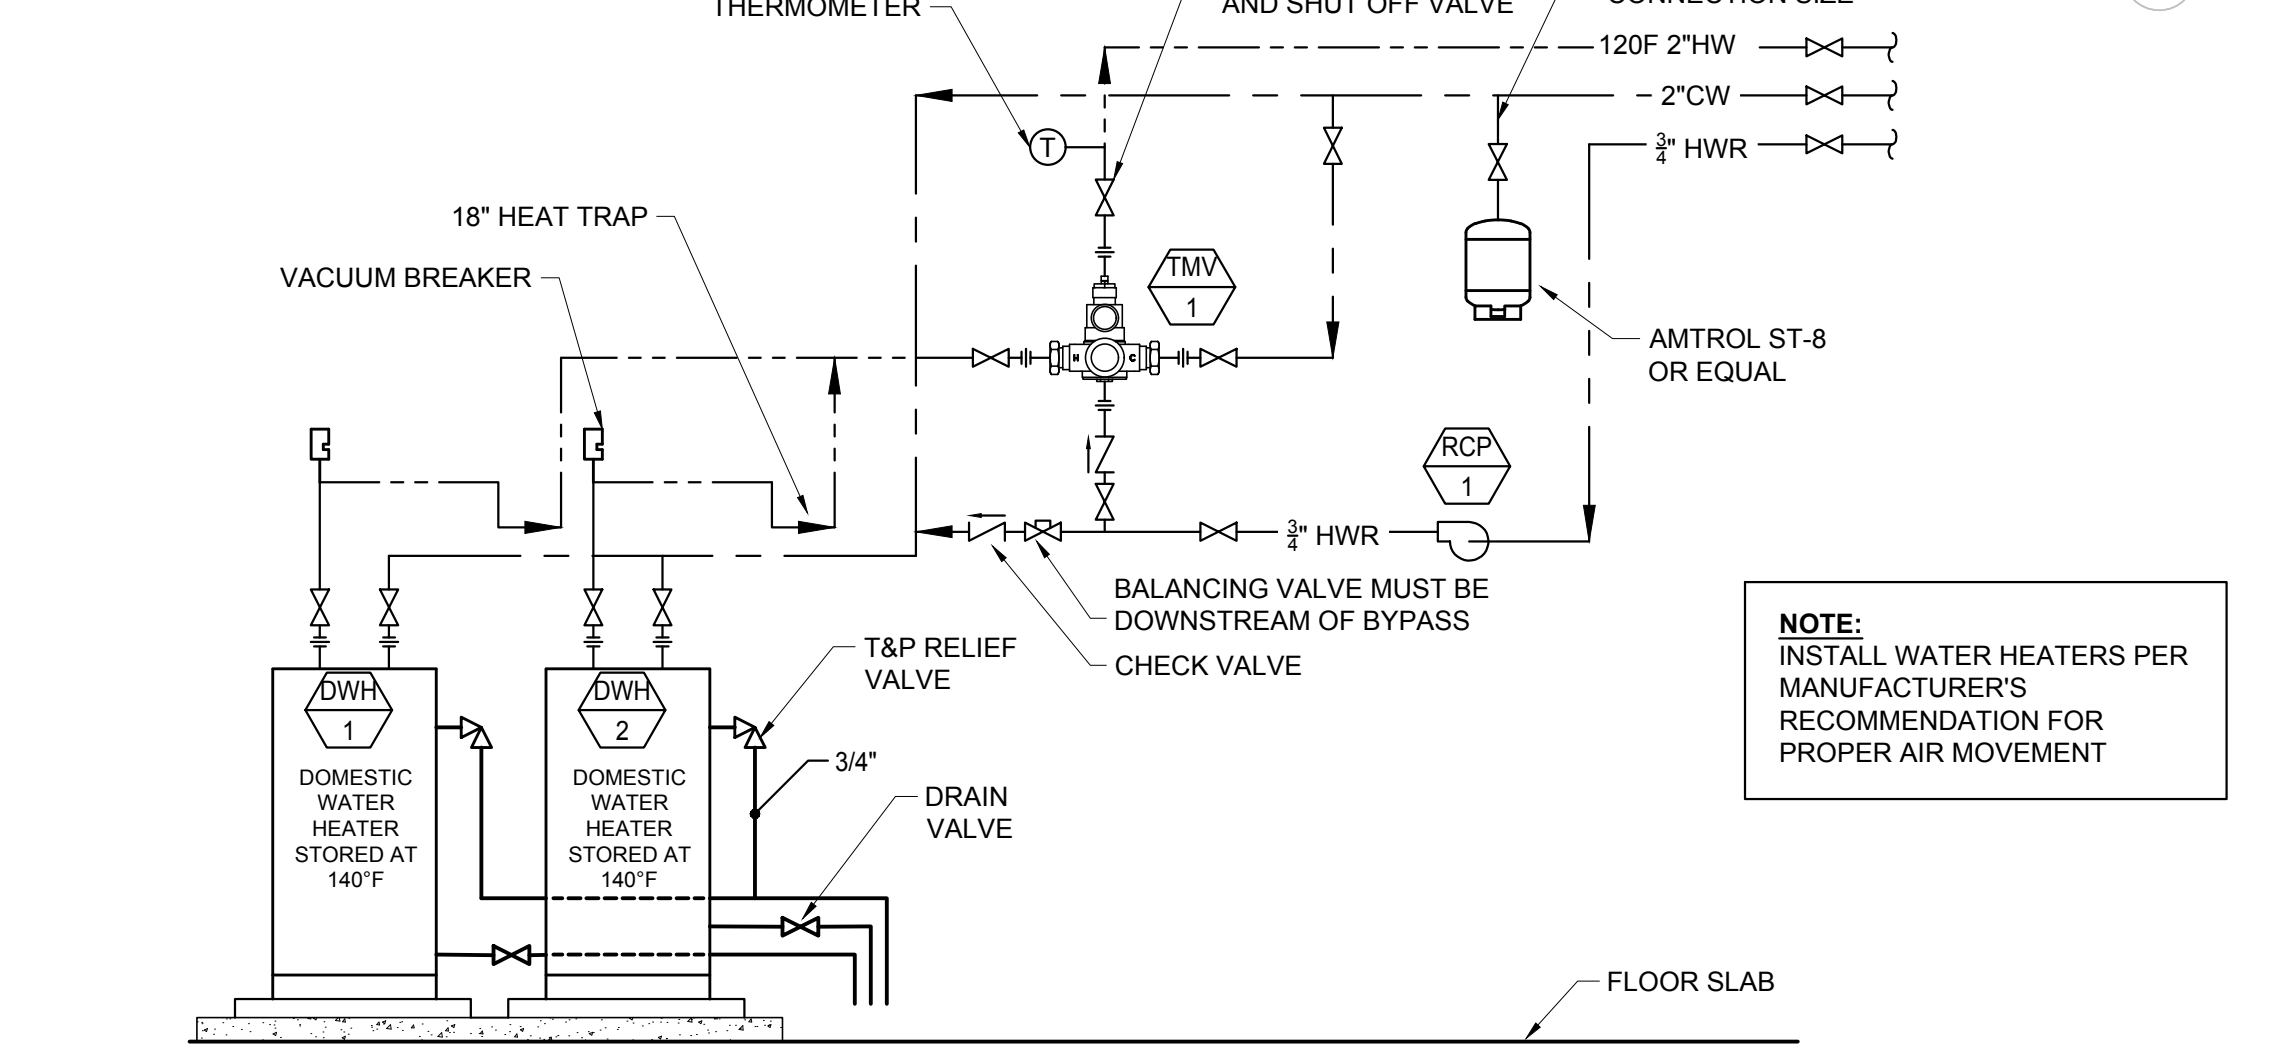 THERMOMETER
AND SHUT OFF VALVE
CONNECTION SIZE
120F 2"HW
2"CW
3/4" HWR
T
18" HEAT TRAP
VACUUM BREAKER
TMV
1
H
C
AMTROL ST-8
OR EQUAL
RCP
1
3/4" HWR
BALANCING VALVE MUST BE
DOWNSTREAM OF BYPASS
CHECK VALVE
T&P RELIEF
VALVE
NOTE:
INSTALL WATER HEATERS PER
MANUFACTURER'S
RECOMMENDATION FOR
PROPER AIR MOVEMENT
DWH
1
DOMESTIC
WATER
HEATER
STORED AT
140°F
DWH
2
DOMESTIC
WATER
HEATER
STORED AT
140°F
3/4"
DRAIN
VALVE
FLOOR SLAB